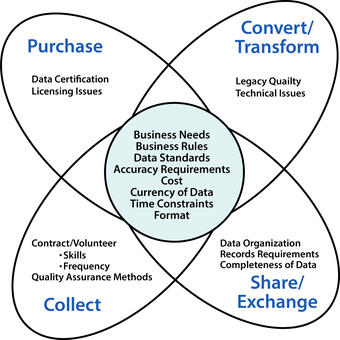 Purchase
Data Certification
Licensing Issues
Convert/
Transform
Legacy Quailty
Technical Issues
Business Needs
Business Rules
Data Standards
Accuracy Requirements
Cost
Currency of Data
Time Constraints
Format
Contract/Volunteer
• Skills
• Frequency
Quality Assurance Methods
Collect
Data Organization
Records Requirements
Completeness of Data
Share/
Exchange